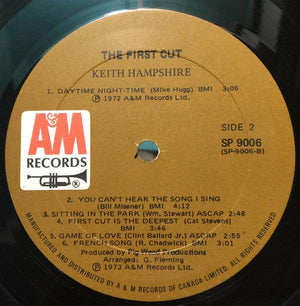 THE FIRST CUT
KEITH HAMPSHIRE
1. DAYTIME NIGHT-TIME (Mike Hugg) BMI 3:06
℗ 1972 A&M Records Ltd.
A&M
RECORDS
SIDE 2
SP 9006
(SP-9006-B)
2. YOU CAN'T HEAR THE SONG I SING
(Bill Misener) BMI 4:12
3. SITTING IN THE PARK (Wm. Stewart) ASCAP 2:48
4. FIRST CUT IS THE DEEPEST (Cat Stevens)
BMI 3:51
5. GAME OF LOVE (Clint Ballard Jr.) ASCAP 2:55
6. FRENCH SONG (R. Chadwick) BMI 3:01
Produced by Pig Weed Productions
Arranged: G. Fleming
℗ 1973 A&M Records Ltd.
MANUFACTURED AND DISTRIBUTED BY A&M RECORDS OF CANADA LIMITED. ALL RIGHTS RESERVED.